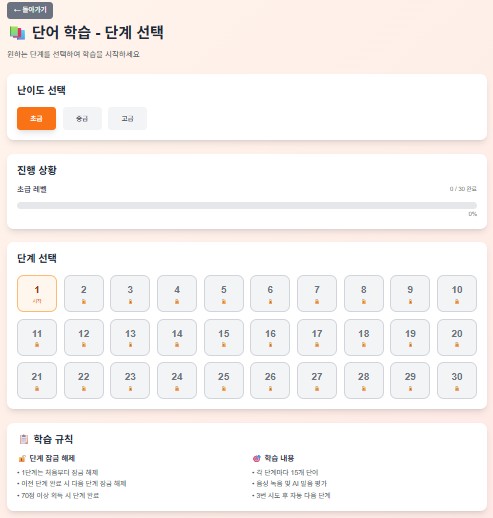 ← 돌아가기
단어 학습 - 단계 선택
원하는 단계를 선택하여 학습을 시작하세요
난이도 선택
초급 중급 고급
진행 상황
초급 레벨 0 / 30 완료
0%
단계 선택
1 2 3 4 5 6 7 8 9 10
시작
11 12 13 14 15 16 17 18 19 20
21 22 23 24 25 26 27 28 29 30
학습 규칙
단계 잠금 해제
• 1단계는 처음부터 잠금 해제
• 이전 단계 완료 시 다음 단계 잠금 해제
• 70점 이상 획득 시 단계 완료
학습 내용
• 각 단계마다 15개 단어
• 음성 녹음 및 AI 발음 평가
• 3번 시도 후 자동 다음 단계